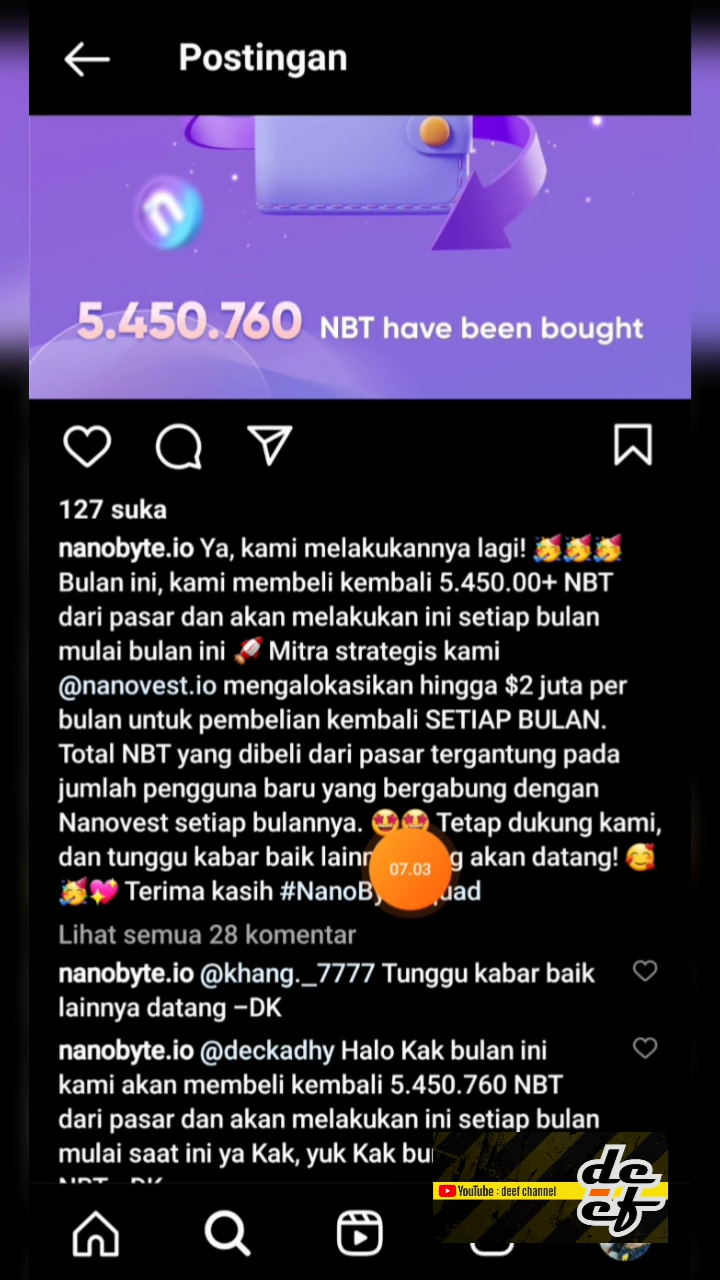 Postingan
n
5.450.760 NBT have been bought
127 suka
nanobyte.io Ya, kami melakukannya lagi! 🥳🥳🥳
Bulan ini, kami membeli kembali 5.450.00+ NBT
dari pasar dan akan melakukan ini setiap bulan
mulai bulan ini 🚀 Mitra strategis kami
@nanovest.io mengalokasikan hingga $2 juta per
bulan untuk pembelian kembali SETIAP BULAN.
Total NBT yang dibeli dari pasar tergantung pada
jumlah pengguna baru yang bergabung dengan
Nanovest setiap bulannya. 🤩🤩 Tetap dukung kami,
dan tunggu kabar baik akan datang! 🥰
07.03
🥳💖 Terima kasih
Lihat semua 28 komentar
nanobyte.io @khang._7777 Tunggu kabar baik
lainnya datang –DK
nanobyte.io @deckadhy Halo Kak bulan ini
kami akan membeli kembali 5.450.760 NBT
dari pasar dan akan melakukan ini setiap bulan
mulai saat ini ya Kak, yuk Kak
YouTube : deef channel
de
ef